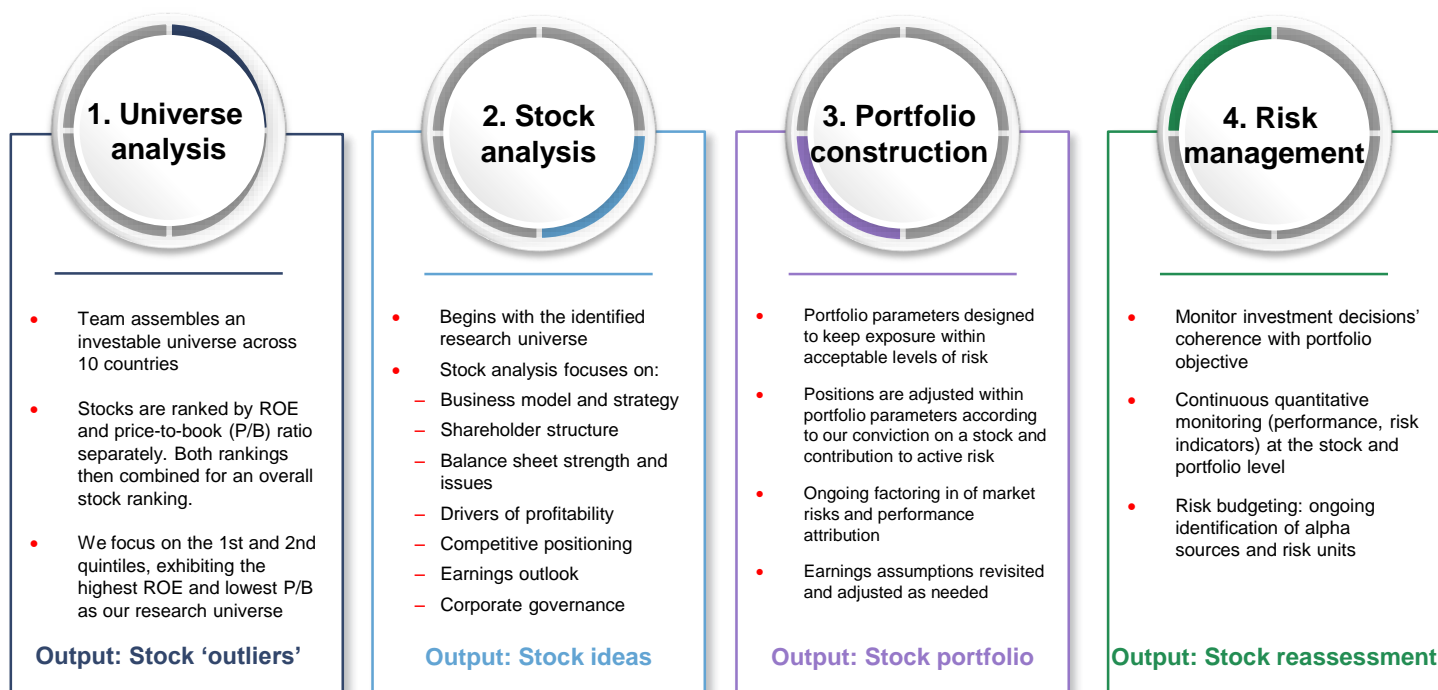 1. Universe
analysis
• Team assembles an
investable universe across
10 countries
• Stocks are ranked by ROE
and price-to-book (P/B) ratio
separately. Both rankings
then combined for an overall
stock ranking.
• We focus on the 1st and 2nd
quintiles, exhibiting the
highest ROE and lowest P/B
as our research universe
Output: Stock ‘outliers’
2. Stock
analysis
• Begins with the identified
research universe
• Stock analysis focuses on:
– Business model and strategy
– Shareholder structure
– Balance sheet strength and
issues
– Drivers of profitability
– Competitive positioning
– Earnings outlook
– Corporate governance
Output: Stock ideas
3. Portfolio
construction
• Portfolio parameters designed
to keep exposure within
acceptable levels of risk
• Positions are adjusted within
portfolio parameters according
to our conviction on a stock and
contribution to active risk
• Ongoing factoring in of market
risks and performance
attribution
• Earnings assumptions revisited
and adjusted as needed
Output: Stock portfolio
4. Risk
management
• Monitor investment decisions’
coherence with portfolio
objective
• Continuous quantitative
monitoring (performance, risk
indicators) at the stock and
portfolio level
• Risk budgeting: ongoing
identification of alpha
sources and risk units
Output: Stock reassessment